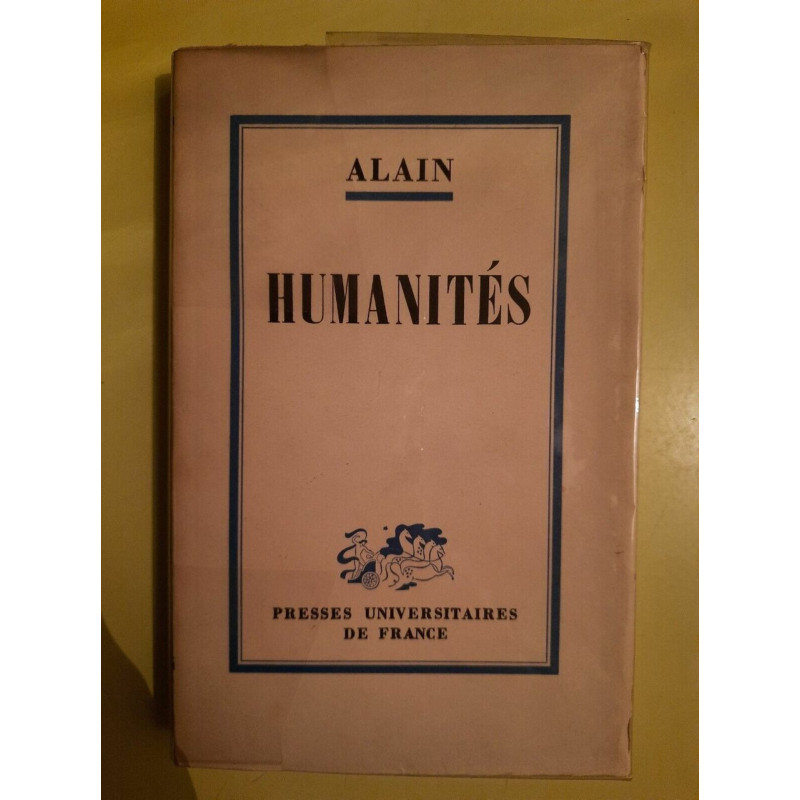 ALAIN
HUMANITÉS
PRESSES UNIVERSITAIRES
DE FRANCE